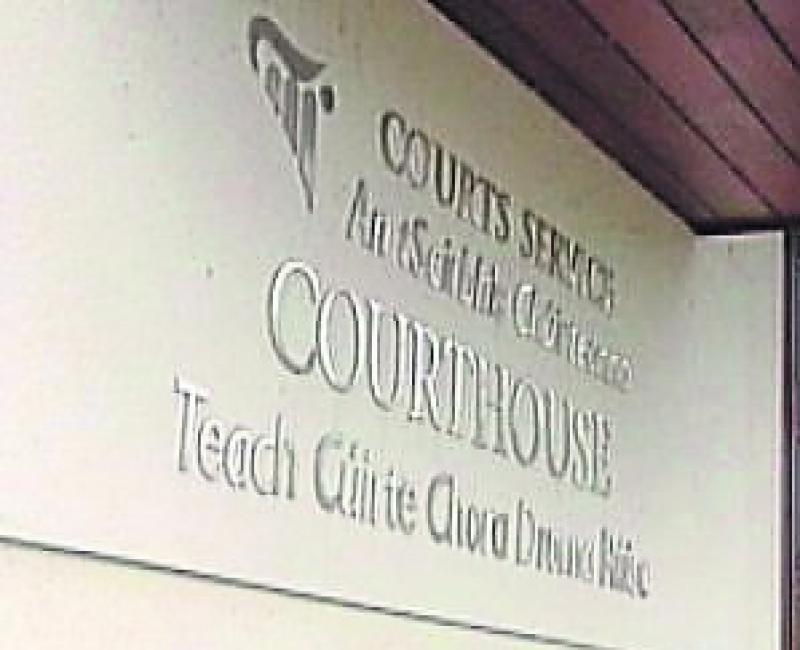 COURTS SERVICE
An tSeirbhís Chúirteanna
COURTHOUSE
Teach Cúirte Chora Droma Rúisc